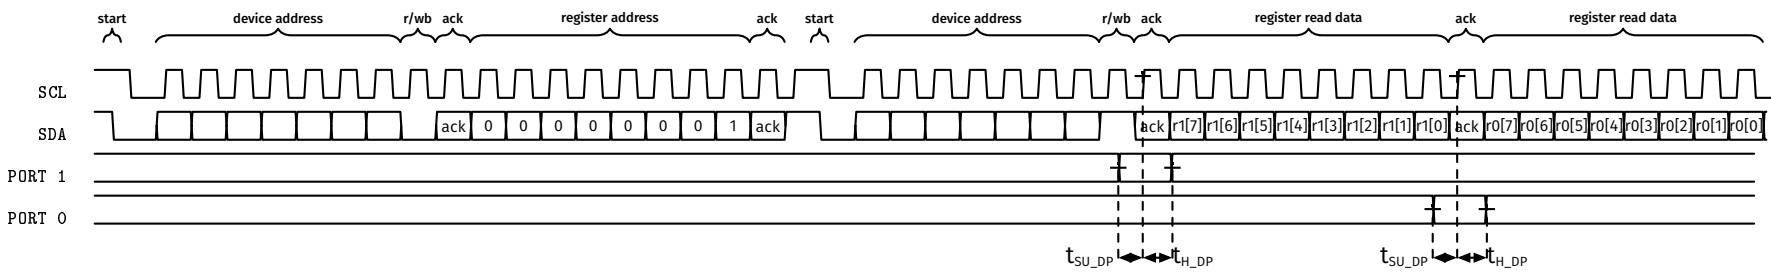 start device address r/wb ack register address ack start device address r/wb ack register read data ack register read data
SCL
SDA ack 0 0 0 0 0 0 0 1 ack ack r1[7] r1[6] r1[5] r1[4] r1[3] r1[2] r1[1] r1[0] ack r0[7] r0[6] r0[5] r0[4] r0[3] r0[2] r0[1] r0[0]
PORT 1
PORT 0
tSU_DP tH_DP tSU_DP tH_DP